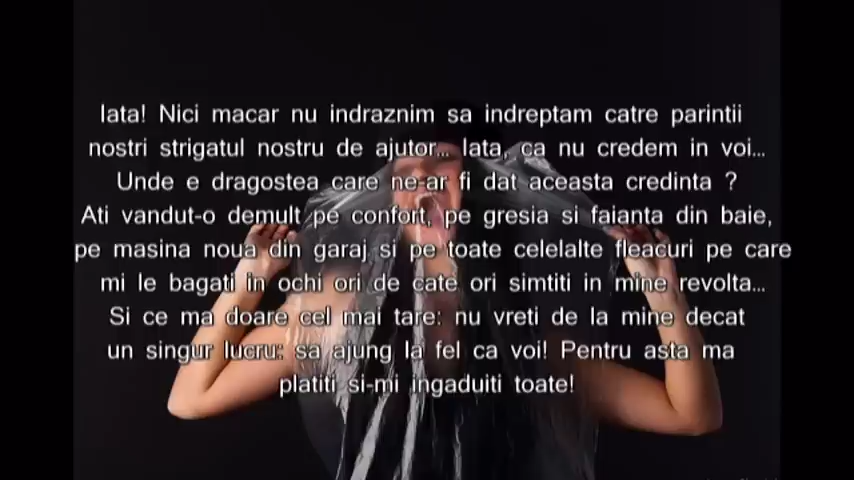 Iata! Nici macar nu indraznim sa indreptam catre parintii
nostri strigatul nostru de ajutor... Iata, ca nu credem in voi...
Unde e dragostea care ne-ar fi dat aceasta credinta ?
Ati vandut-o demult pe confort, pe gresia si faianta din baie,
pe masina noua din garaj si pe toate celelalte fleacuri pe care
mi le bagati in ochi ori de cate ori simtiti in mine revolta...
Si ce ma doare cel mai tare: nu vreti de la mine decat
un singur lucru: sa ajung la fel ca voi! Pentru asta ma
platiti si-mi ingaduiti toate!